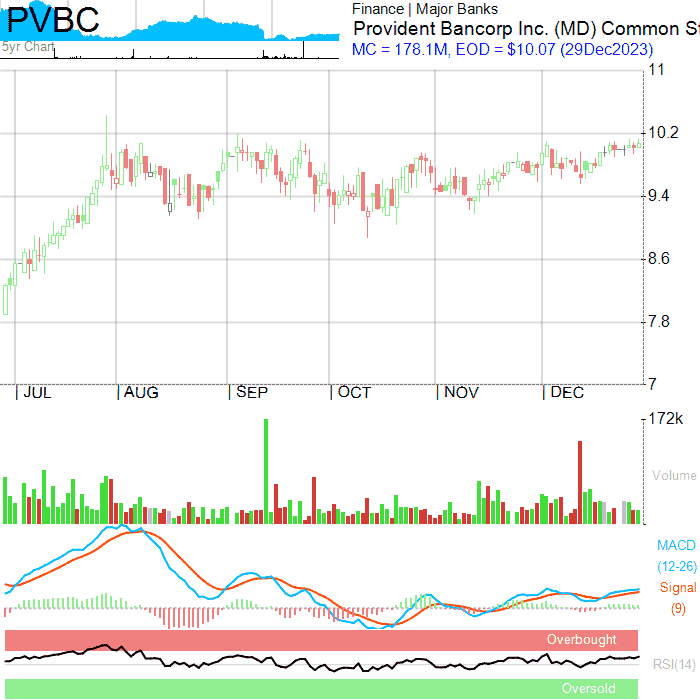 PVBC
5yr Chart
Finance | Major Banks
Provident Bancorp Inc. (MD) Common St
MC = 178.1M, EOD = $10.07 (29Dec2023)
11
10.2
9.4
8.6
7.8
7
JUL AUG SEP OCT NOV DEC
172k
Volume
MACD
(12-26)
Signal
(9)
Overbought
RSI(14)
Oversold